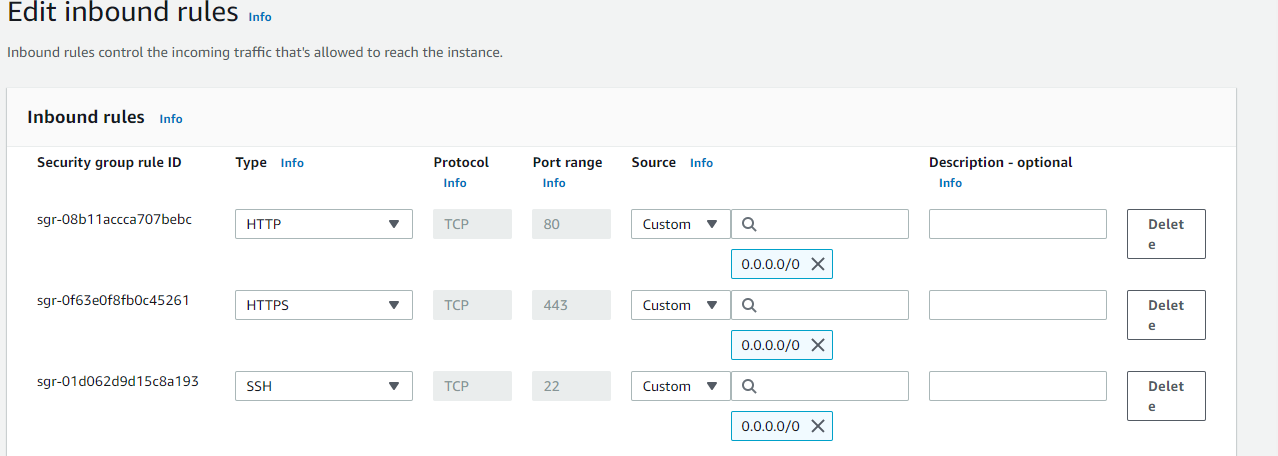 Edit inbound rules Info
Inbound rules control the incoming traffic that's allowed to reach the instance.
Inbound rules Info
Security group rule ID Type Info Protocol Info Port range Info Source Info Description - optional Info
sgr-08b11accca707bebc HTTP TCP 80 Custom Delet
e
0.0.0.0/0
sgr-0f63e0f8fb0c45261 HTTPS TCP 443 Custom Delet
e
0.0.0.0/0
sgr-01d062d9d15c8a193 SSH TCP 22 Custom Delet
e
0.0.0.0/0